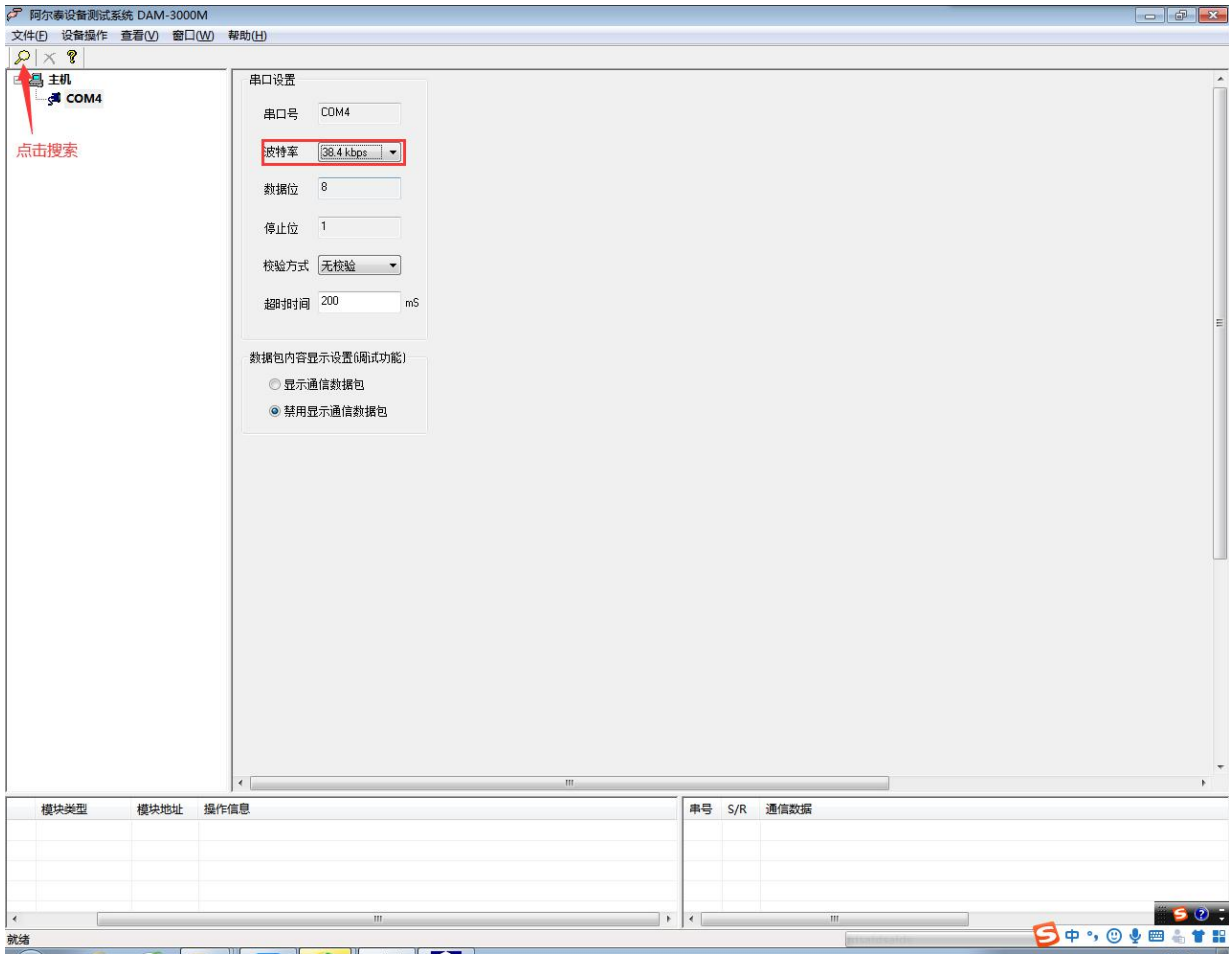 阿尔泰设备测试系统 DAM-3000M
文件(F) 设备操作 查看(V) 窗口(W) 帮助(H)
主机
COM4
点击搜索
串口设置
串口号 COM4
波特率 38.4 kbps
数据位 8
停止位 1
校验方式 无校验
超时时间 200 mS
数据包内容显示设置(调试功能)
显示通信数据包
禁用显示通信数据包
模块类型 模块地址 操作信息
串号 S/R 通信数据
就绪
中